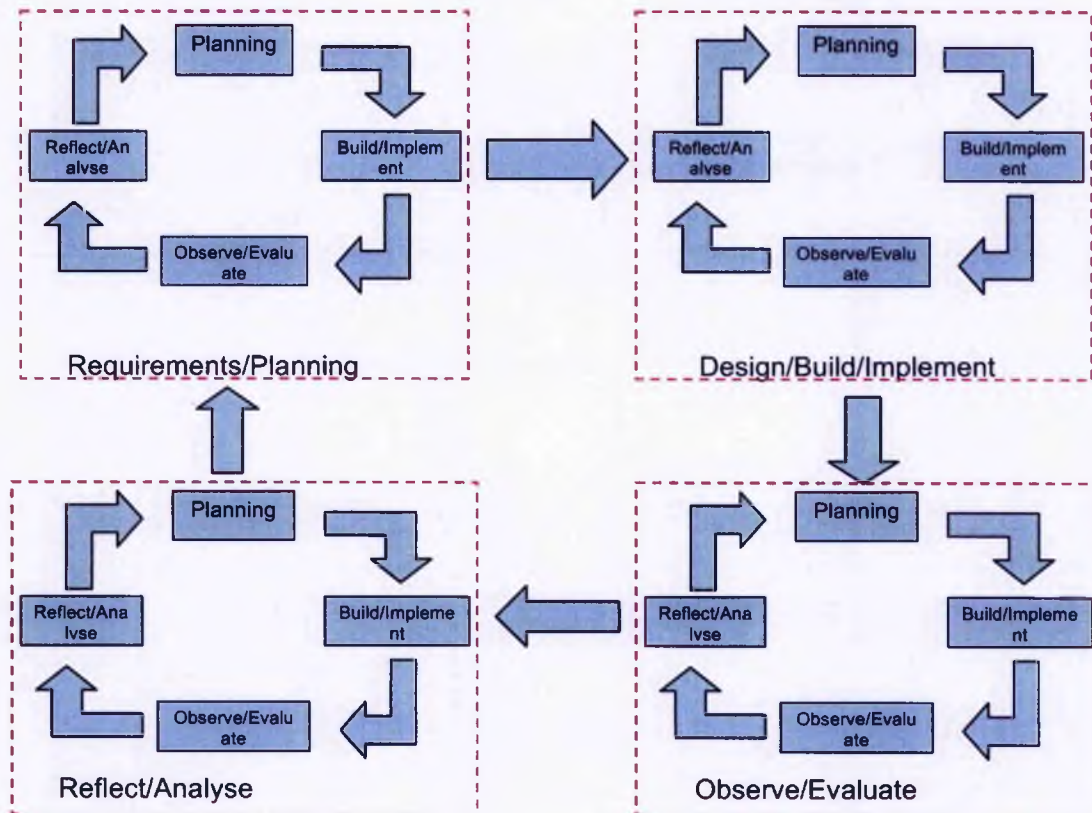 Planning
Reflect/An
alyse
Build/Implem
ent
Observe/Evalu
ate
Requirements/Planning
Planning
Reflect/An
alyse
Build/Implem
ent
Observe/Evalu
ate
Design/Build/Implement
Planning
Reflect/Ana
lyse
Build/Impleme
nt
Observe/Evalu
ate
Reflect/Analyse
Planning
Reflect/Ana
lyse
Build/Impleme
nt
Observe/Evalu
ate
Observe/Evaluate